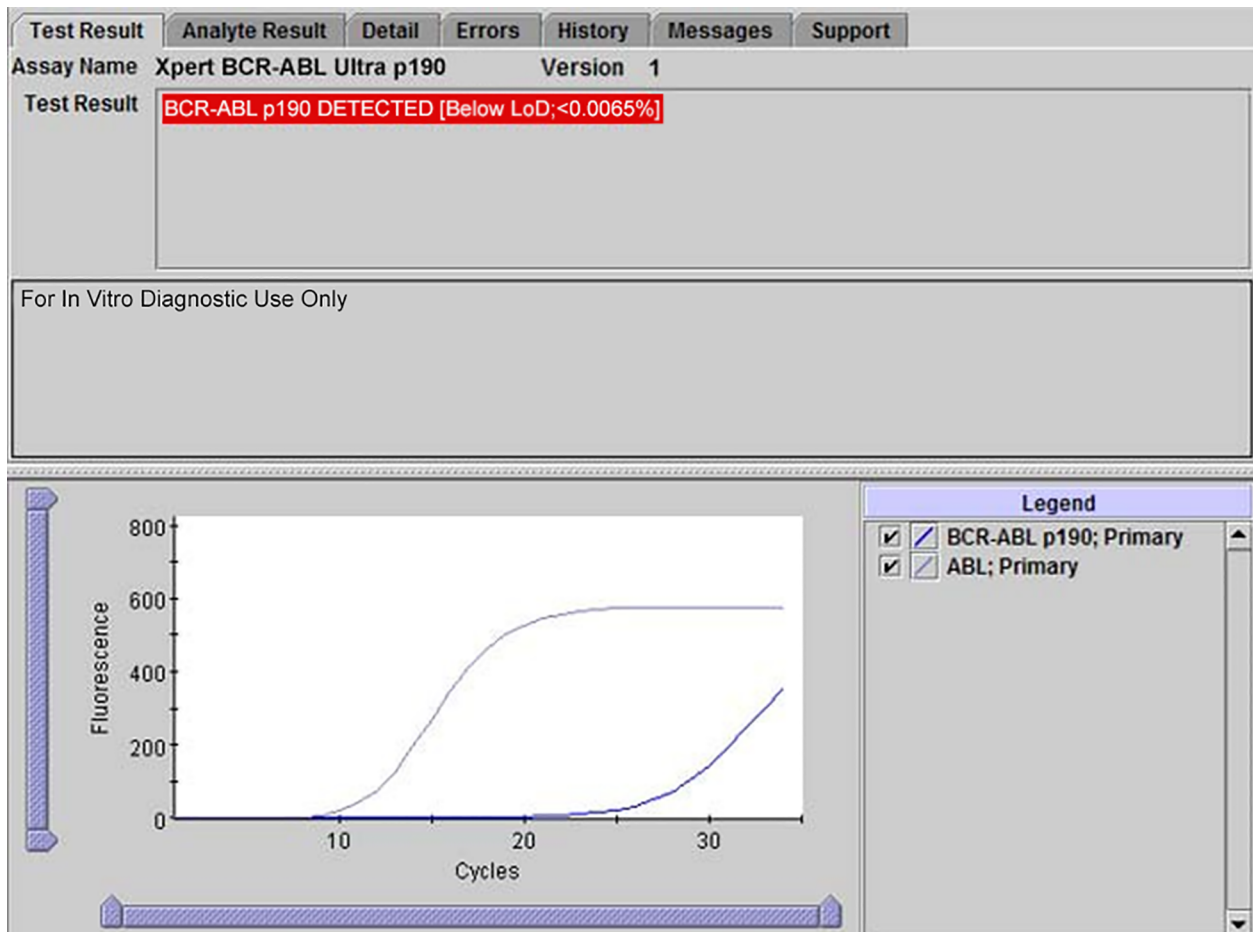 Test Result Analyte Result Detail Errors History Messages Support
Assay Name Xpert BCR-ABL Ultra p190 Version 1
Test Result BCR-ABL p190 DETECTED [Below LoD;<0.0065%]
For In Vitro Diagnostic Use Only
Legend
BCR-ABL p190; Primary
ABL; Primary
800
600
400
200
0
Fluorescence
10 20 30
Cycles